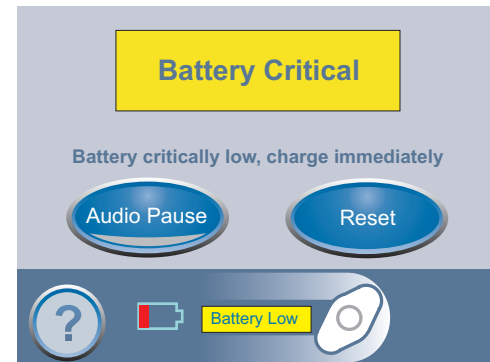 Battery Critical
Battery critically low, charge immediately
Audio Pause
Reset
?
Battery Low